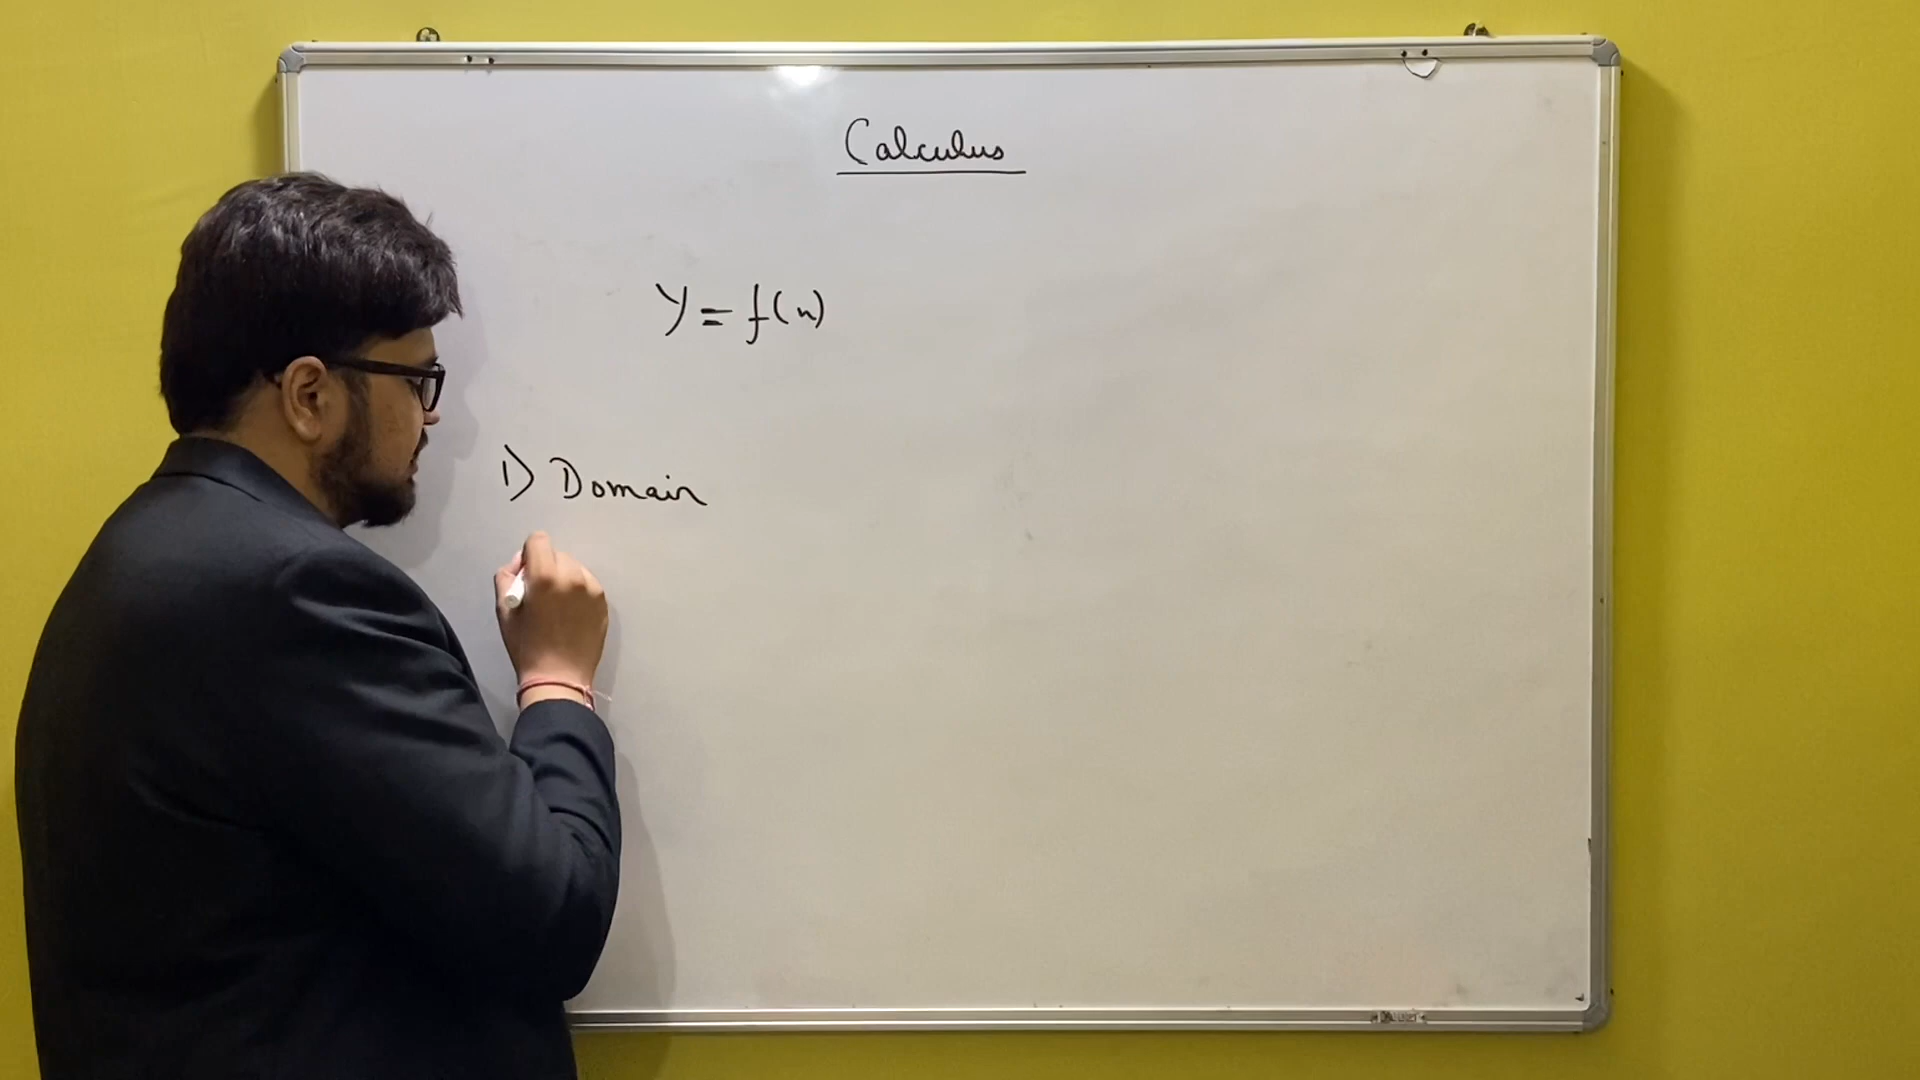 Calculus
y = f(x)
1) Domain